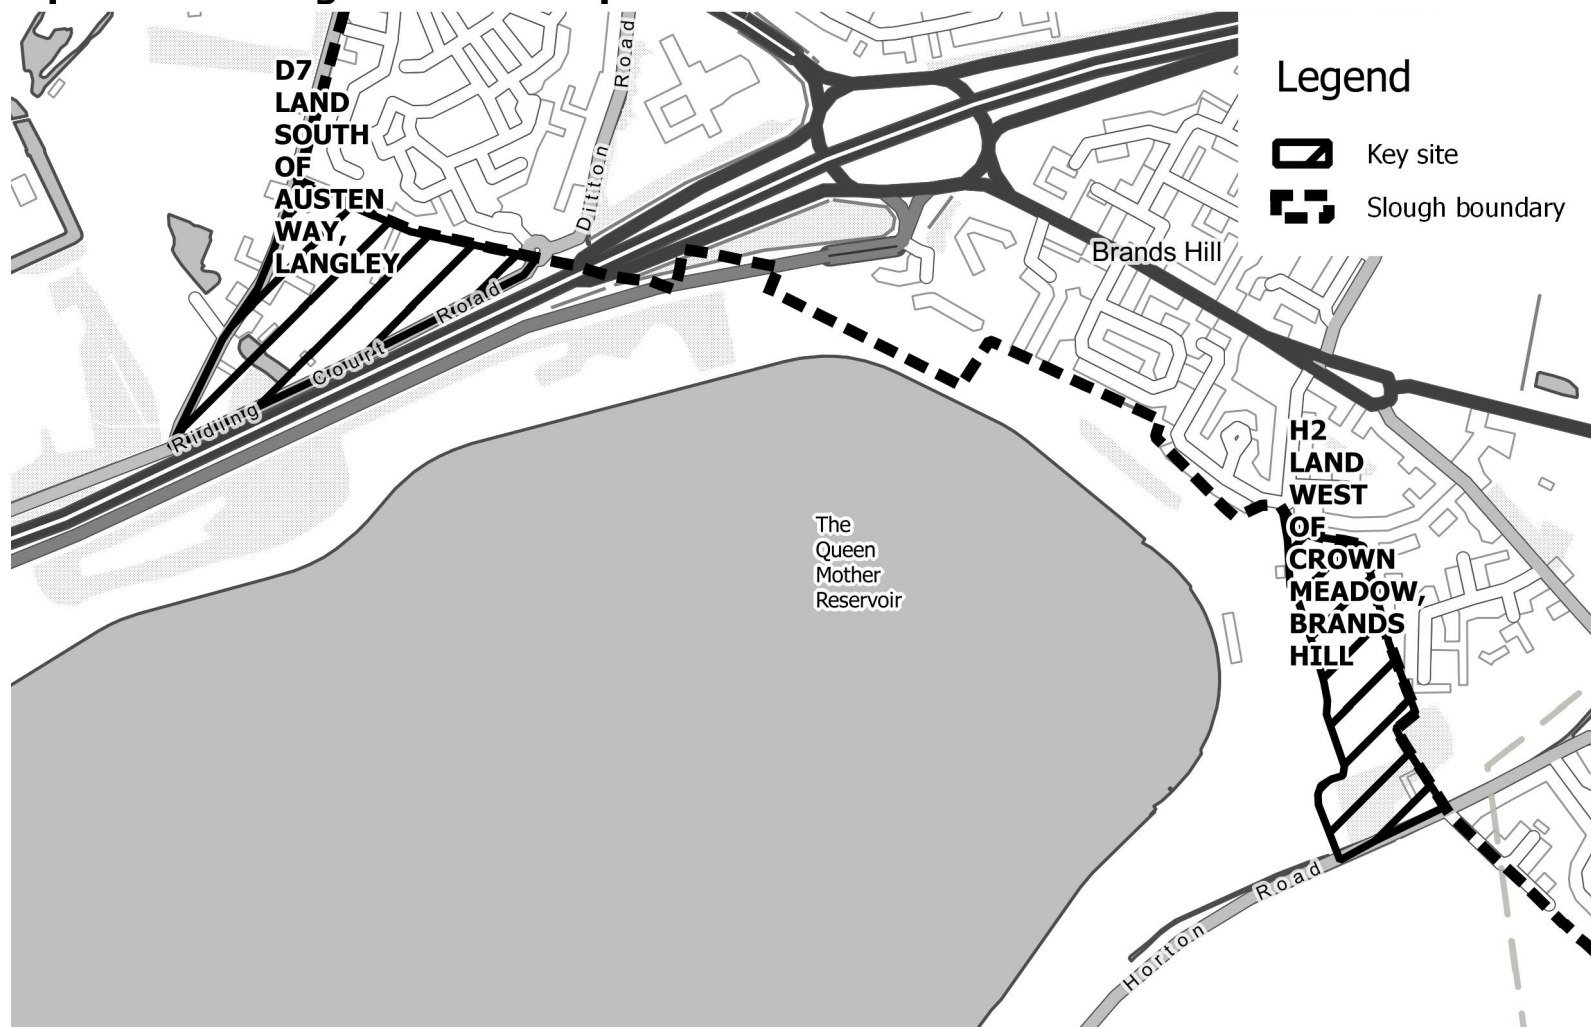 D7
LAND
SOUTH
OF
AUSTEN
WAY,
LANGLEY
Ditton Road
Riding Court Road
Brands Hill
Legend
Key site
Slough boundary
The
Queen
Mother
Reservoir
H2
LAND
WEST
OF
CROWN
MEADOW,
BRANDS
HILL
Horton Road